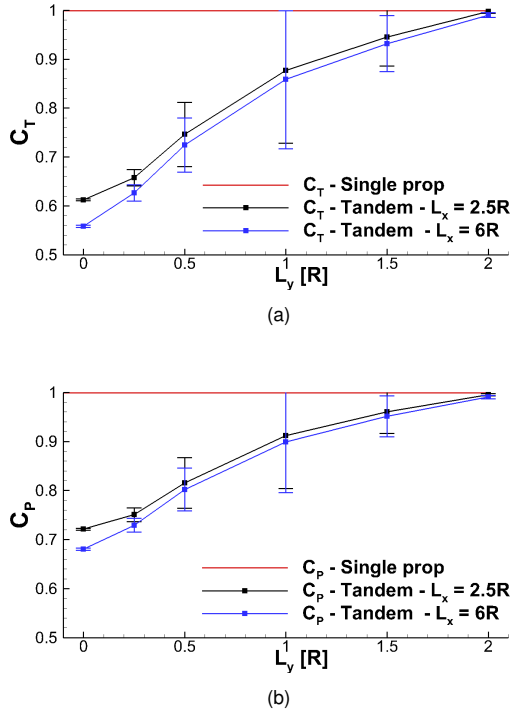 1
0.9
0.8
0.7
0.6
0.5
C_T
C_T - Single prop
C_T - Tandem - L_x = 2.5R
C_T - Tandem - L_x = 6R
0 0.5 1 1.5 2
L_y [R]
(a)
1
0.9
0.8
0.7
0.6
0.5
C_P
C_P - Single prop
C_P - Tandem - L_x = 2.5R
C_P - Tandem - L_x = 6R
0 0.5 1 1.5 2
L_y [R]
(b)